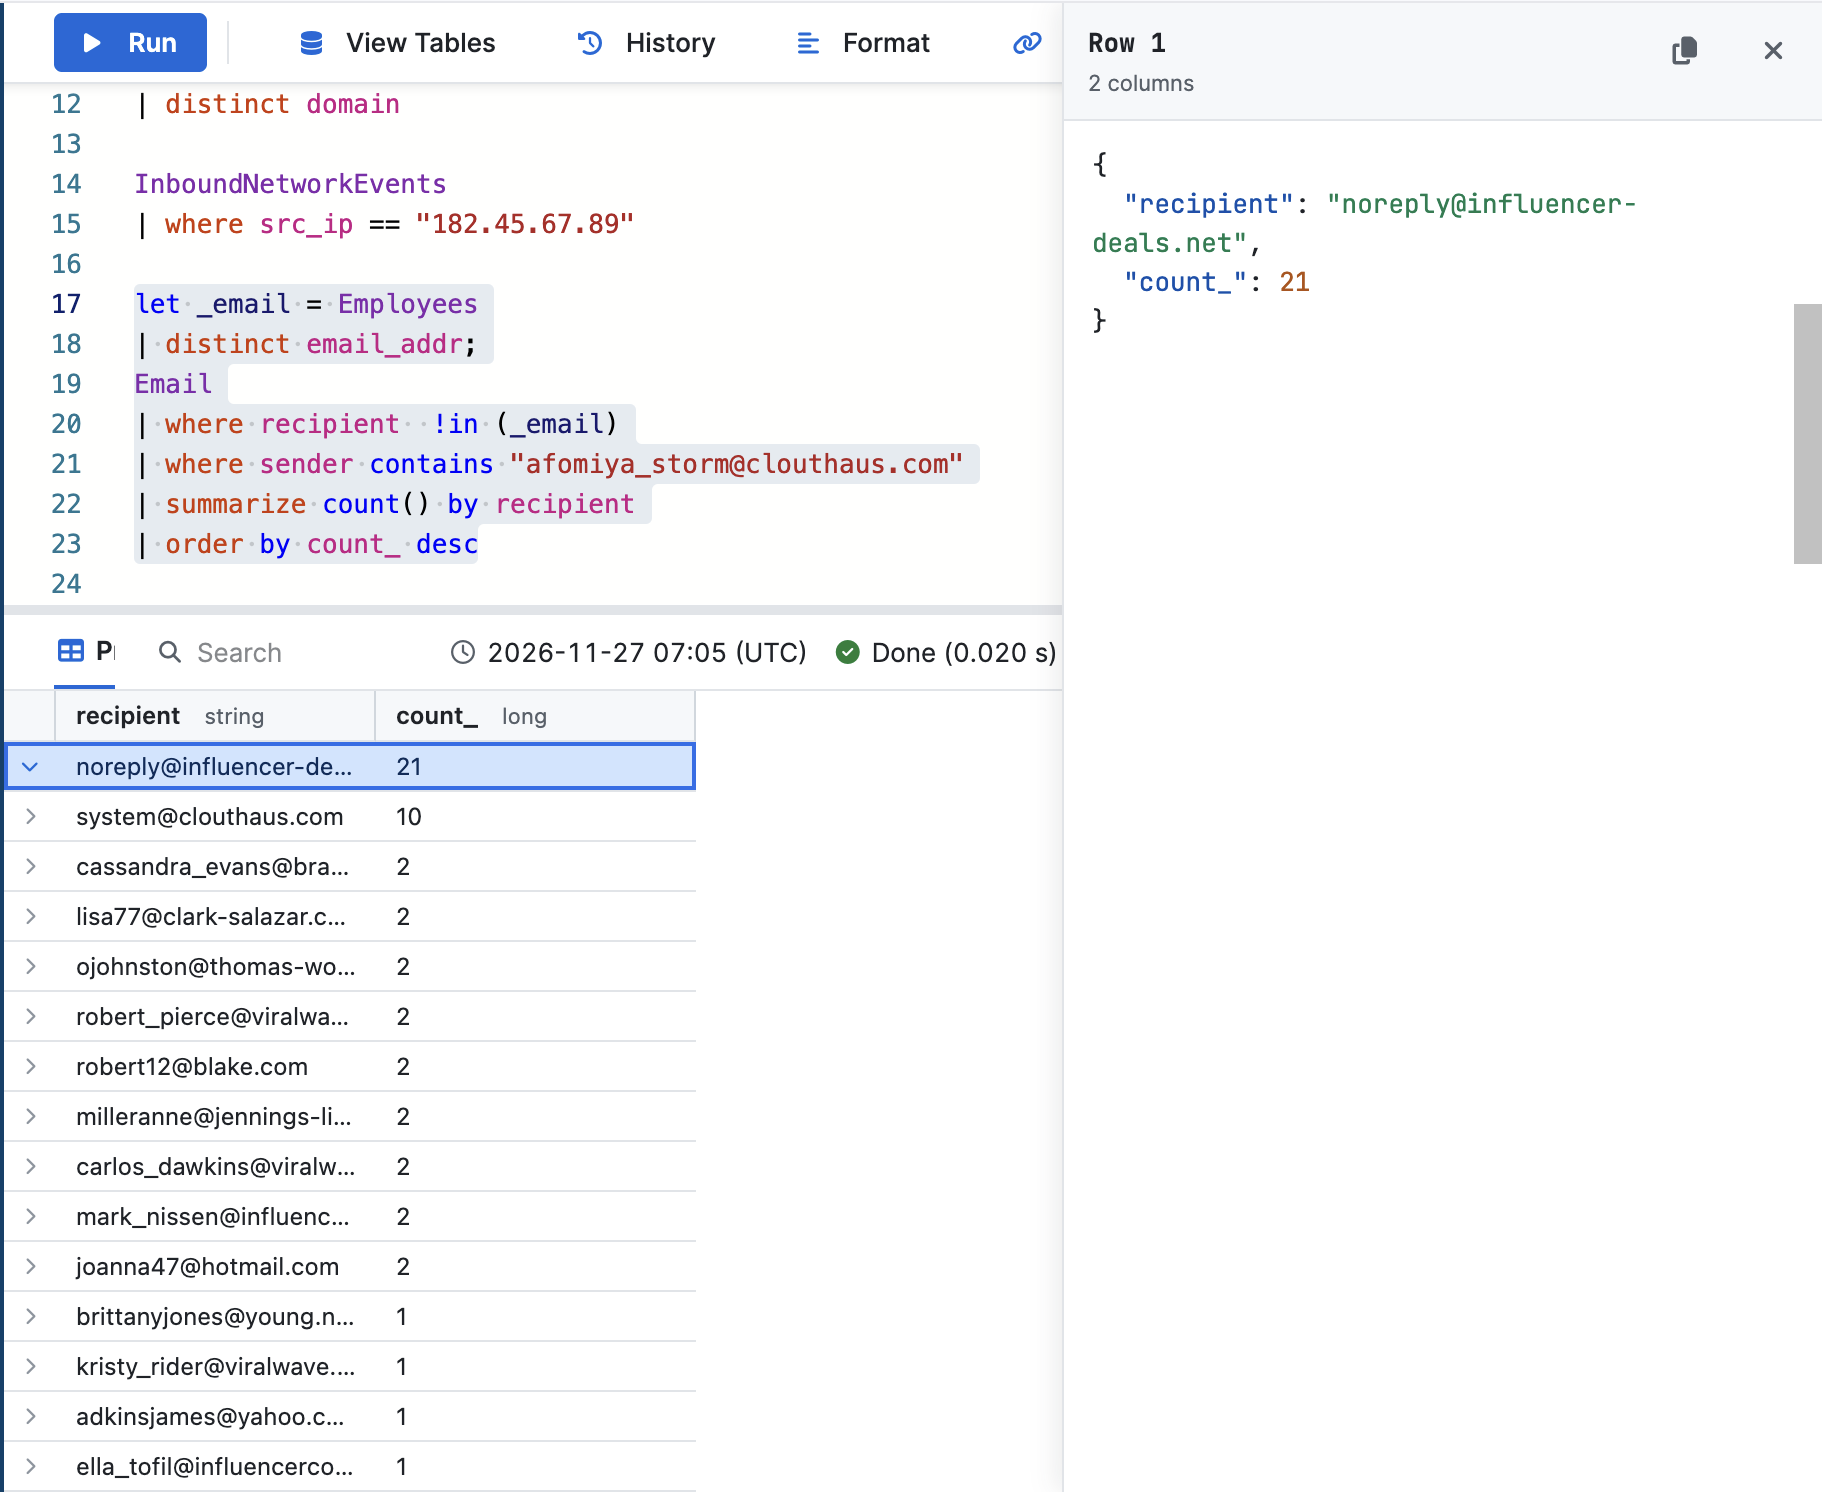 Run
View Tables
History
Format
12 | distinct domain
13
14 InboundNetworkEvents
15 | where src_ip == "182.45.67.89"
16
17 let _email = Employees
18 | distinct email_addr;
19 Email
20 | where recipient  !in (_email)
21 | where sender contains "afomiya_storm@clouthaus.com"
22 | summarize count() by recipient
23 | order by count_ desc
24
Search
2026-11-27 07:05 (UTC)
Done (0.020 s)
recipient string count_ long
noreply@influencer-de... 21
system@clouthaus.com 10
cassandra_evans@bra... 2
lisa77@clark-salazar.c... 2
ojohnston@thomas-wo... 2
robert_pierce@viralwa... 2
robert12@blake.com 2
milleranne@jennings-li... 2
carlos_dawkins@viralw... 2
mark_nissen@influenc... 2
joanna47@hotmail.com 2
brittanyjones@young.n... 1
kristy_rider@viralwave.... 1
adkinsjames@yahoo.c... 1
ella_tofil@influencerco... 1
Row 1
2 columns
{
"recipient": "noreply@influencer-
deals.net",
"count_": 21
}